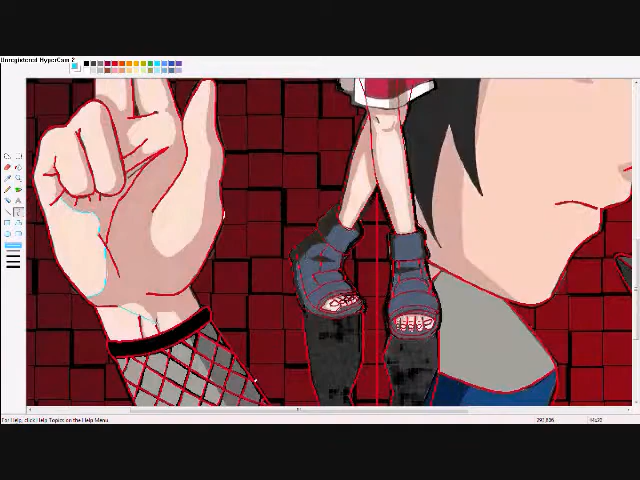 Unregistered HyperCam 2
For Help, click Help Topics on the Help Menu.